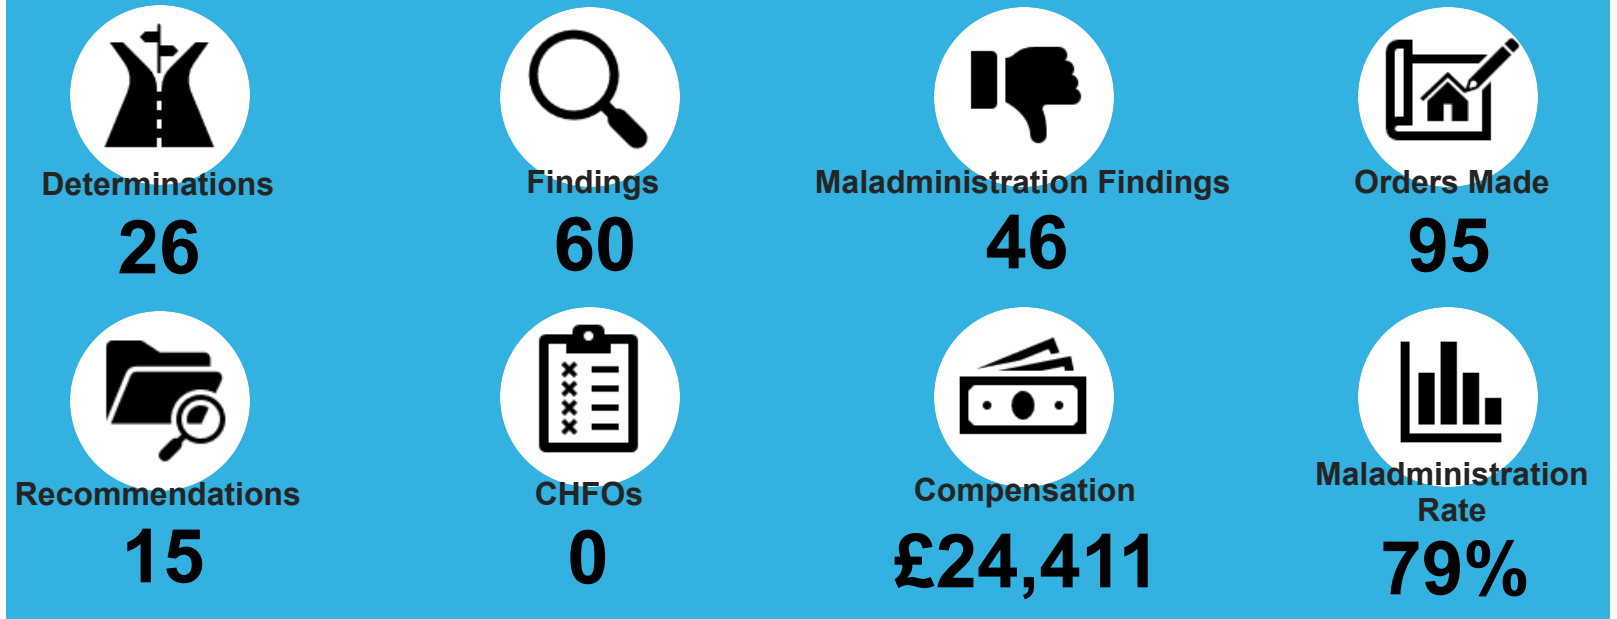 Determinations
26
Findings
60
Maladministration Findings
46
Orders Made
95
Recommendations
15
CHFOs
0
Compensation
£24,411
Maladministration
Rate
79%